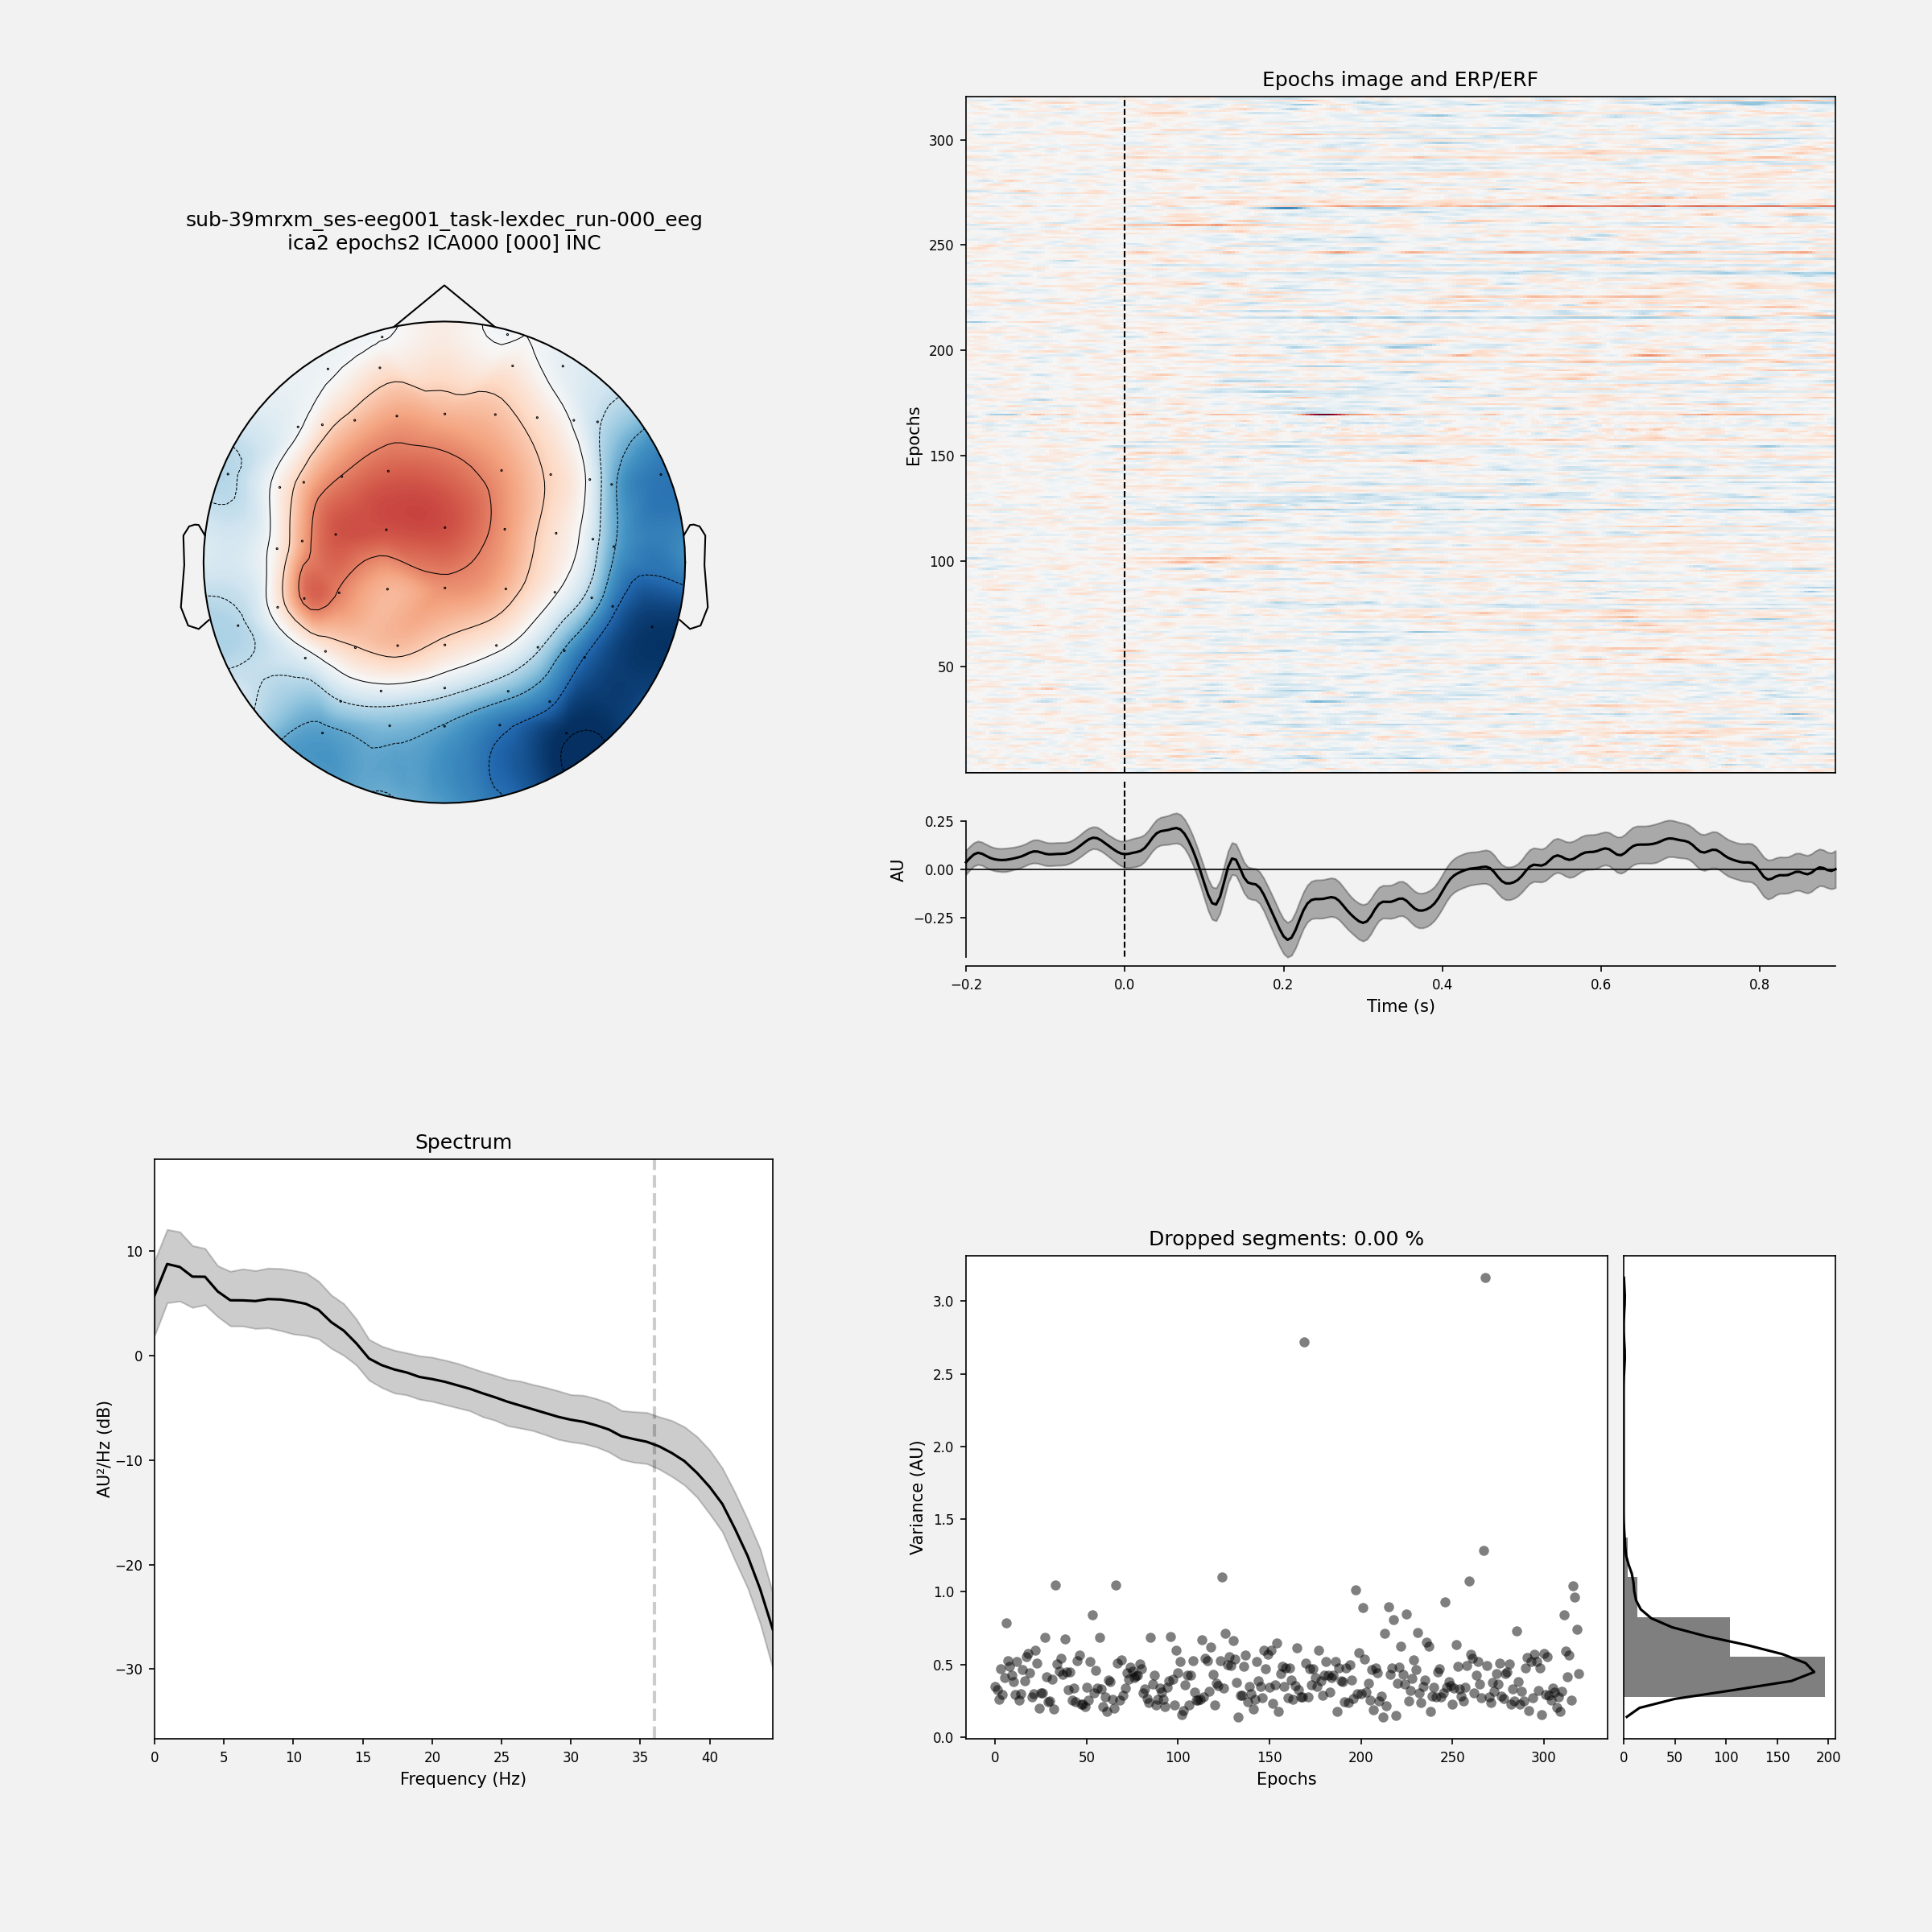 sub-39mrxm_ses-eeg001_task-lexdec_run-000_eeg
ica2 epochs2 ICA000 [000] INC
Epochs image and ERP/ERF
Epochs
300
250
200
150
100
50
AU
0.25
0.00
−0.25
−0.2 0.0 0.2 0.4 0.6 0.8
Time (s)
Spectrum
AU²/Hz (dB)
10
0
−10
−20
−30
0 5 10 15 20 25 30 35 40
Frequency (Hz)
Dropped segments: 0.00 %
Variance (AU)
3.0
2.5
2.0
1.5
1.0
0.5
0.0
0 50 100 150 200 250 300
Epochs
0 50 100 150 200